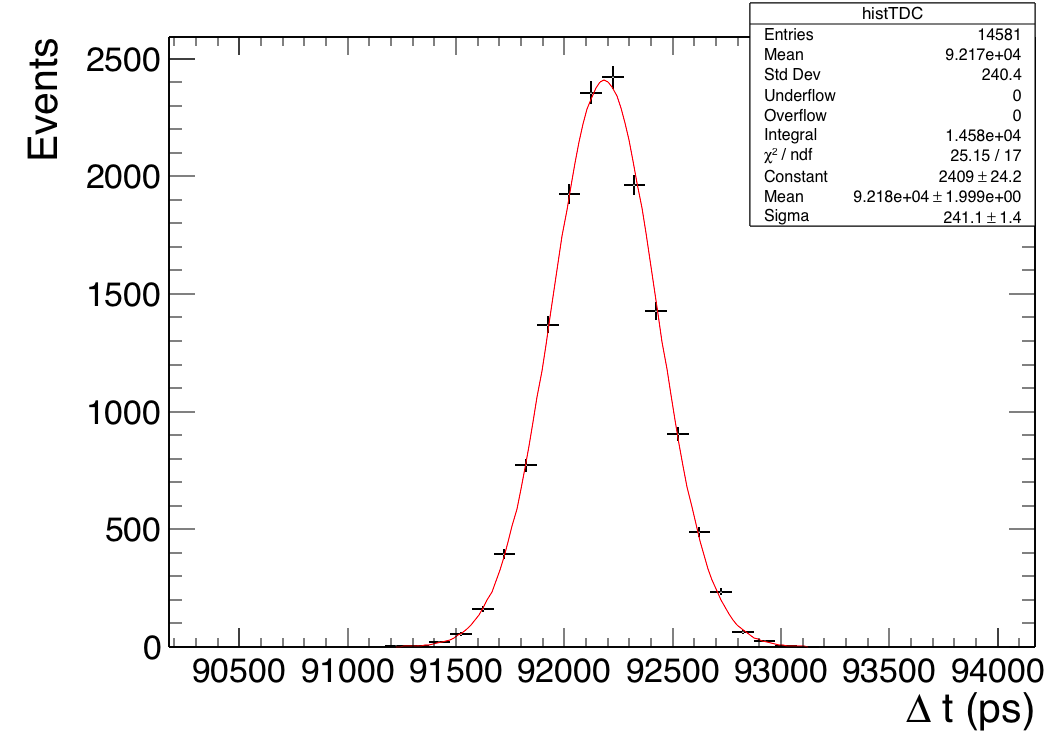 histTDC
Entries 14581
Mean 9.217e+04
Std Dev 240.4
Underflow 0
Overflow 0
Integral 1.458e+04
χ² / ndf 25.15 / 17
Constant 2409 ± 24.2
Mean 9.218e+04 ± 1.999e+00
Sigma 241.1 ± 1.4
Events
2500
2000
1500
1000
500
0
90500 91000 91500 92000 92500 93000 93500 94000
Δ t (ps)